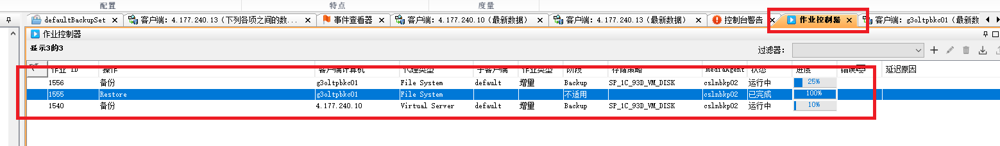 配置 特点 度量
defaultBackupSet 客户端: 4.177.240.13 (下列各项之间的数... 事件查看器 客户端: 4.177.240.10 (最新数据) 客户端: 4.177.240.13 (最新数据) 控制台警告 作业控制器 客户端: g3oltpbkc01 (最新数
作业控制器
显示3的3
过滤器:
作业 ID 操作 客户端计算机 代理类型 子客户端 作业类型 阶段 存储策略 MediaAgent 状态 进度 错误 延迟原因
1556 备份 g3oltpbkc01 File System default 增量 Backup SP_1C_93D_VM_DISK cslnbkp02 运行中 25%
1555 Restore g3oltpbkc01 File System 不适用 cslnbkp02 已完成 100%
1540 备份 4.177.240.10 Virtual Server default 增量 Backup SP_1C_93D_VM_DISK cslnbkp02 运行中 10%